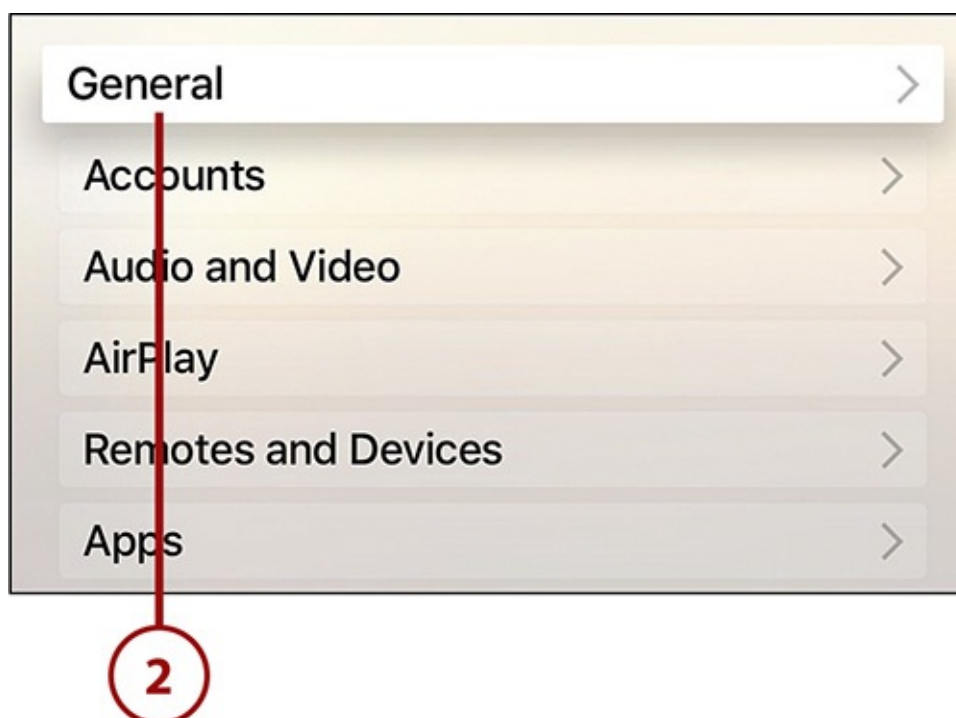 General
Accounts
Audio and Video
AirPlay
Remotes and Devices
Apps
2